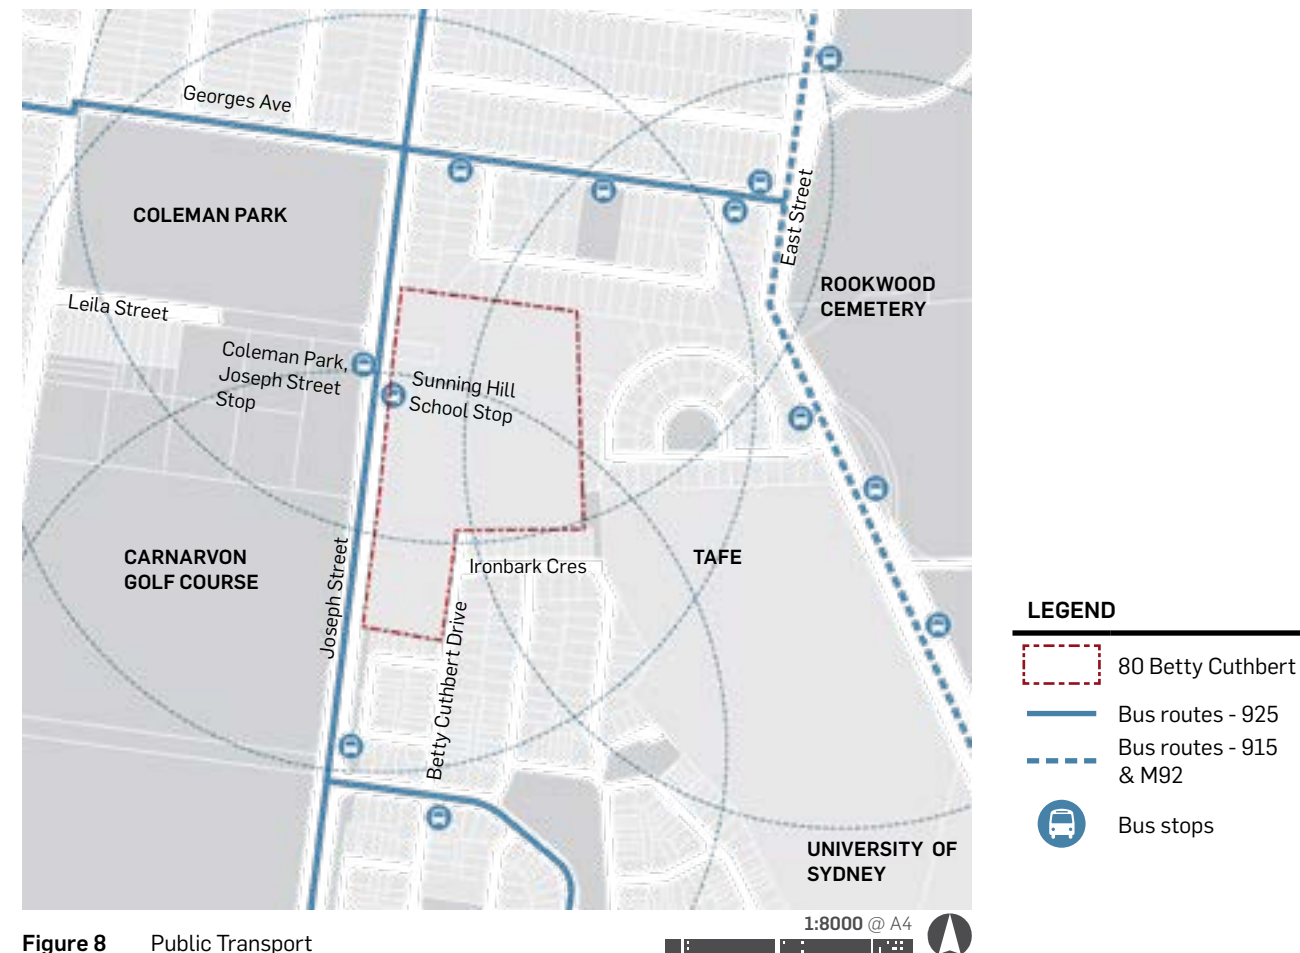 Georges Ave
COLEMAN PARK
East Street
ROOKWOOD
CEMETERY
Leila Street
Coleman Park,
Joseph Street
Stop
Sunning Hill
School Stop
CARNARVON
GOLF COURSE
Joseph Street
Ironbark Cres
TAFE
Betty Cuthbert Drive
UNIVERSITY OF
SYDNEY
LEGEND
80 Betty Cuthbert
Bus routes - 925
Bus routes - 915
& M92
Bus stops
1:8000 @ A4
Figure 8 Public Transport